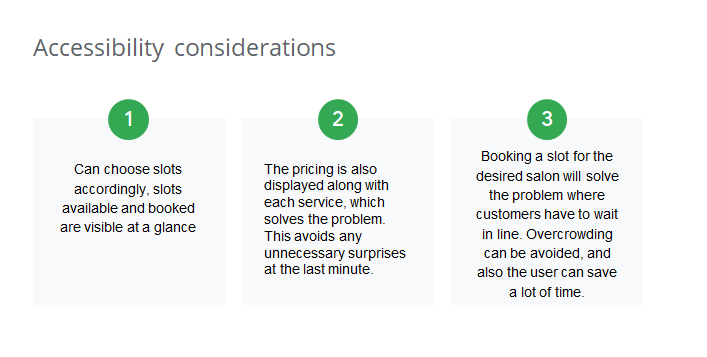 Accessibility considerations
1
Can choose slots
accordingly, slots
available and booked
are visible at a glance
2
The pricing is also
displayed along with
each service, which
solves the problem.
This avoids any
unnecessary surprises
at the last minute.
3
Booking a slot for the
desired salon will solve
the problem where
customers have to wait
in line. Overcrowding
can be avoided, and
also the user can save
a lot of time.